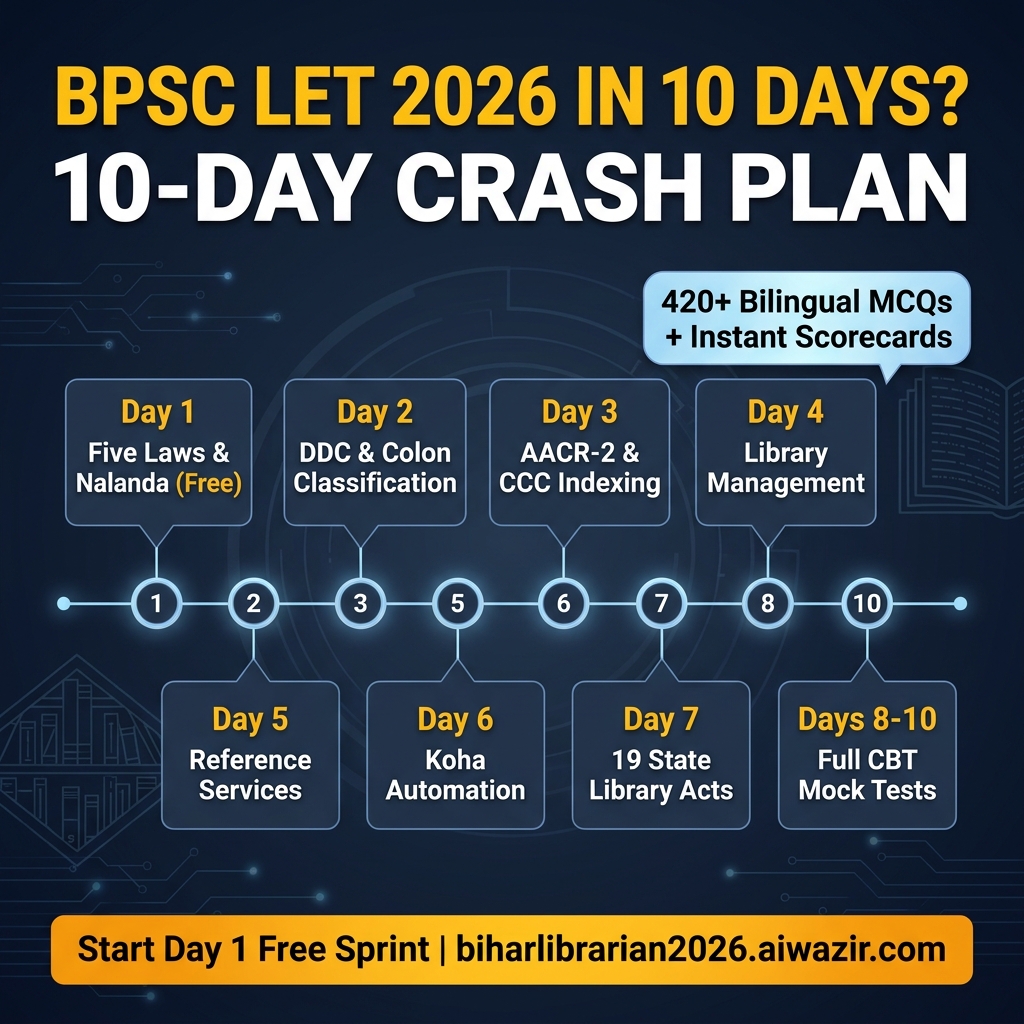 BPSC LET 2026 IN 10 DAYS?
10-DAY CRASH PLAN
420+ Bilingual MCQs
+ Instant Scorecards
Day 1
Five Laws &
Nalanda (Free)
Day 2
DDC & Colon
Classification
Day 3
AACR-2 &
CCC Indexing
Day 4
Library
Management
1 2 3 5 6 7 8 10
Day 5
Reference
Services
Day 6
Koha
Automation
Day 7
19 State
Library Acts
Days 8-10
Full CBT
Mock Tests
Start Day 1 Free Sprint | biharlibrarian2026.aiwazir.com